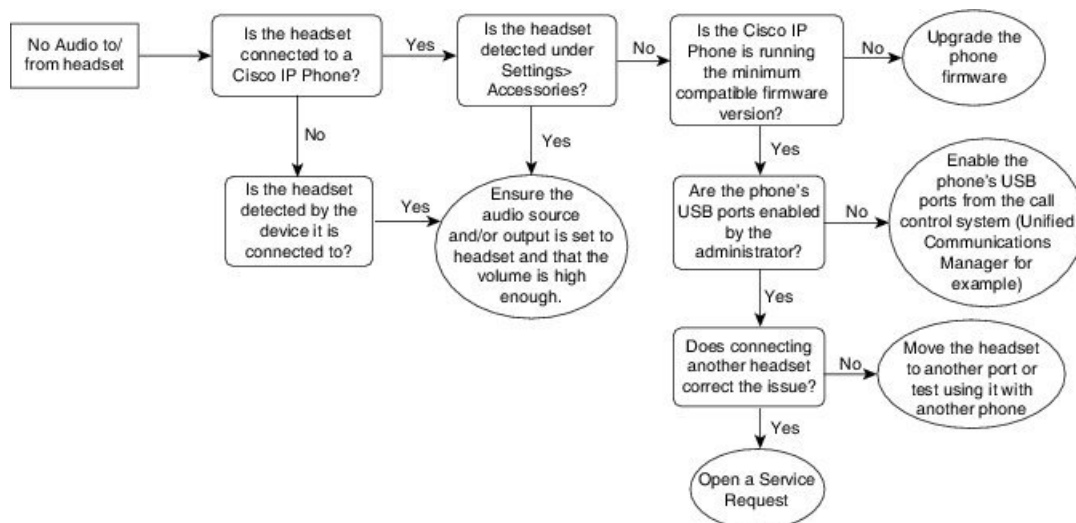 No Audio to/
from headset
Is the headset
connected to a
Cisco IP Phone?
Yes
Is the headset
detected under
Settings>
Accessories?
No
Is the Cisco IP
Phone is running
the minimum
compatible firmware
version?
No
Upgrade the
phone
firmware
No
Yes
Yes
Is the headset
detected by the
device it is
connected to?
Yes
Ensure the
audio source
and/or output is set to
headset and that the
volume is high
enough.
Are the phone's
USB ports enabled
by the
administrator?
No
Enable the
phone's USB
ports from the call
control system (Unified
Communications
Manager for
example)
Yes
Does connecting
another headset
correct the issue?
No
Move the headset
to another port or
test using it with
another phone
Yes
Open a Service
Request